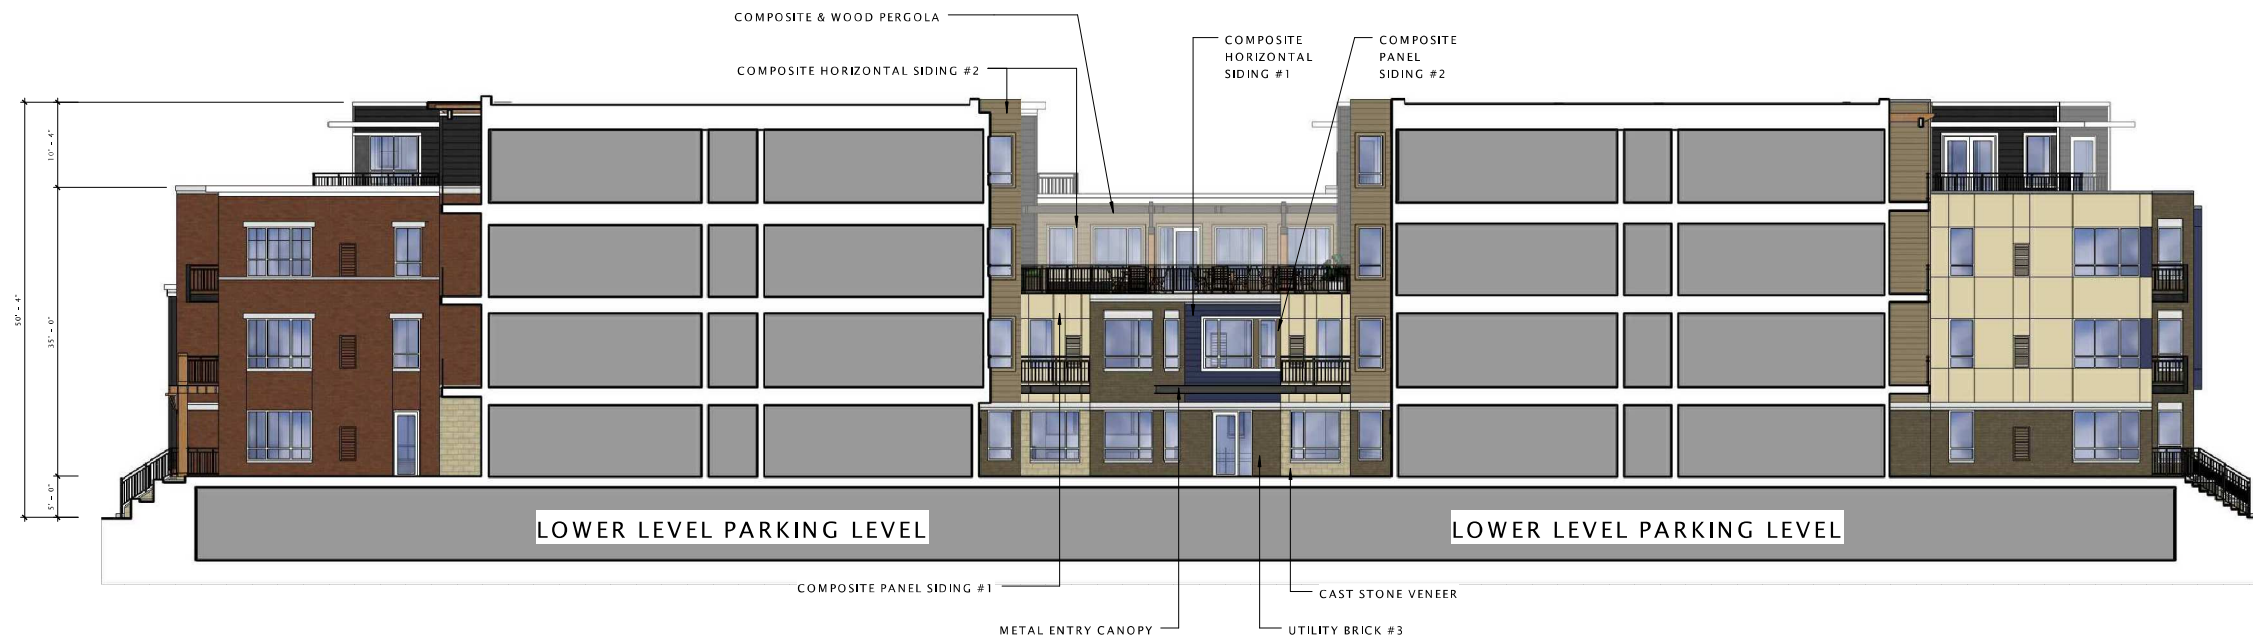 COMPOSITE & WOOD PERGOLA
COMPOSITE HORIZONTAL SIDING #2
COMPOSITE
HORIZONTAL
SIDING #1
COMPOSITE
PANEL
SIDING #2
10' - 4"
50' - 4"
35' - 0"
5' - 0"
LOWER LEVEL PARKING LEVEL
LOWER LEVEL PARKING LEVEL
COMPOSITE PANEL SIDING #1
CAST STONE VENEER
METAL ENTRY CANOPY
UTILITY BRICK #3